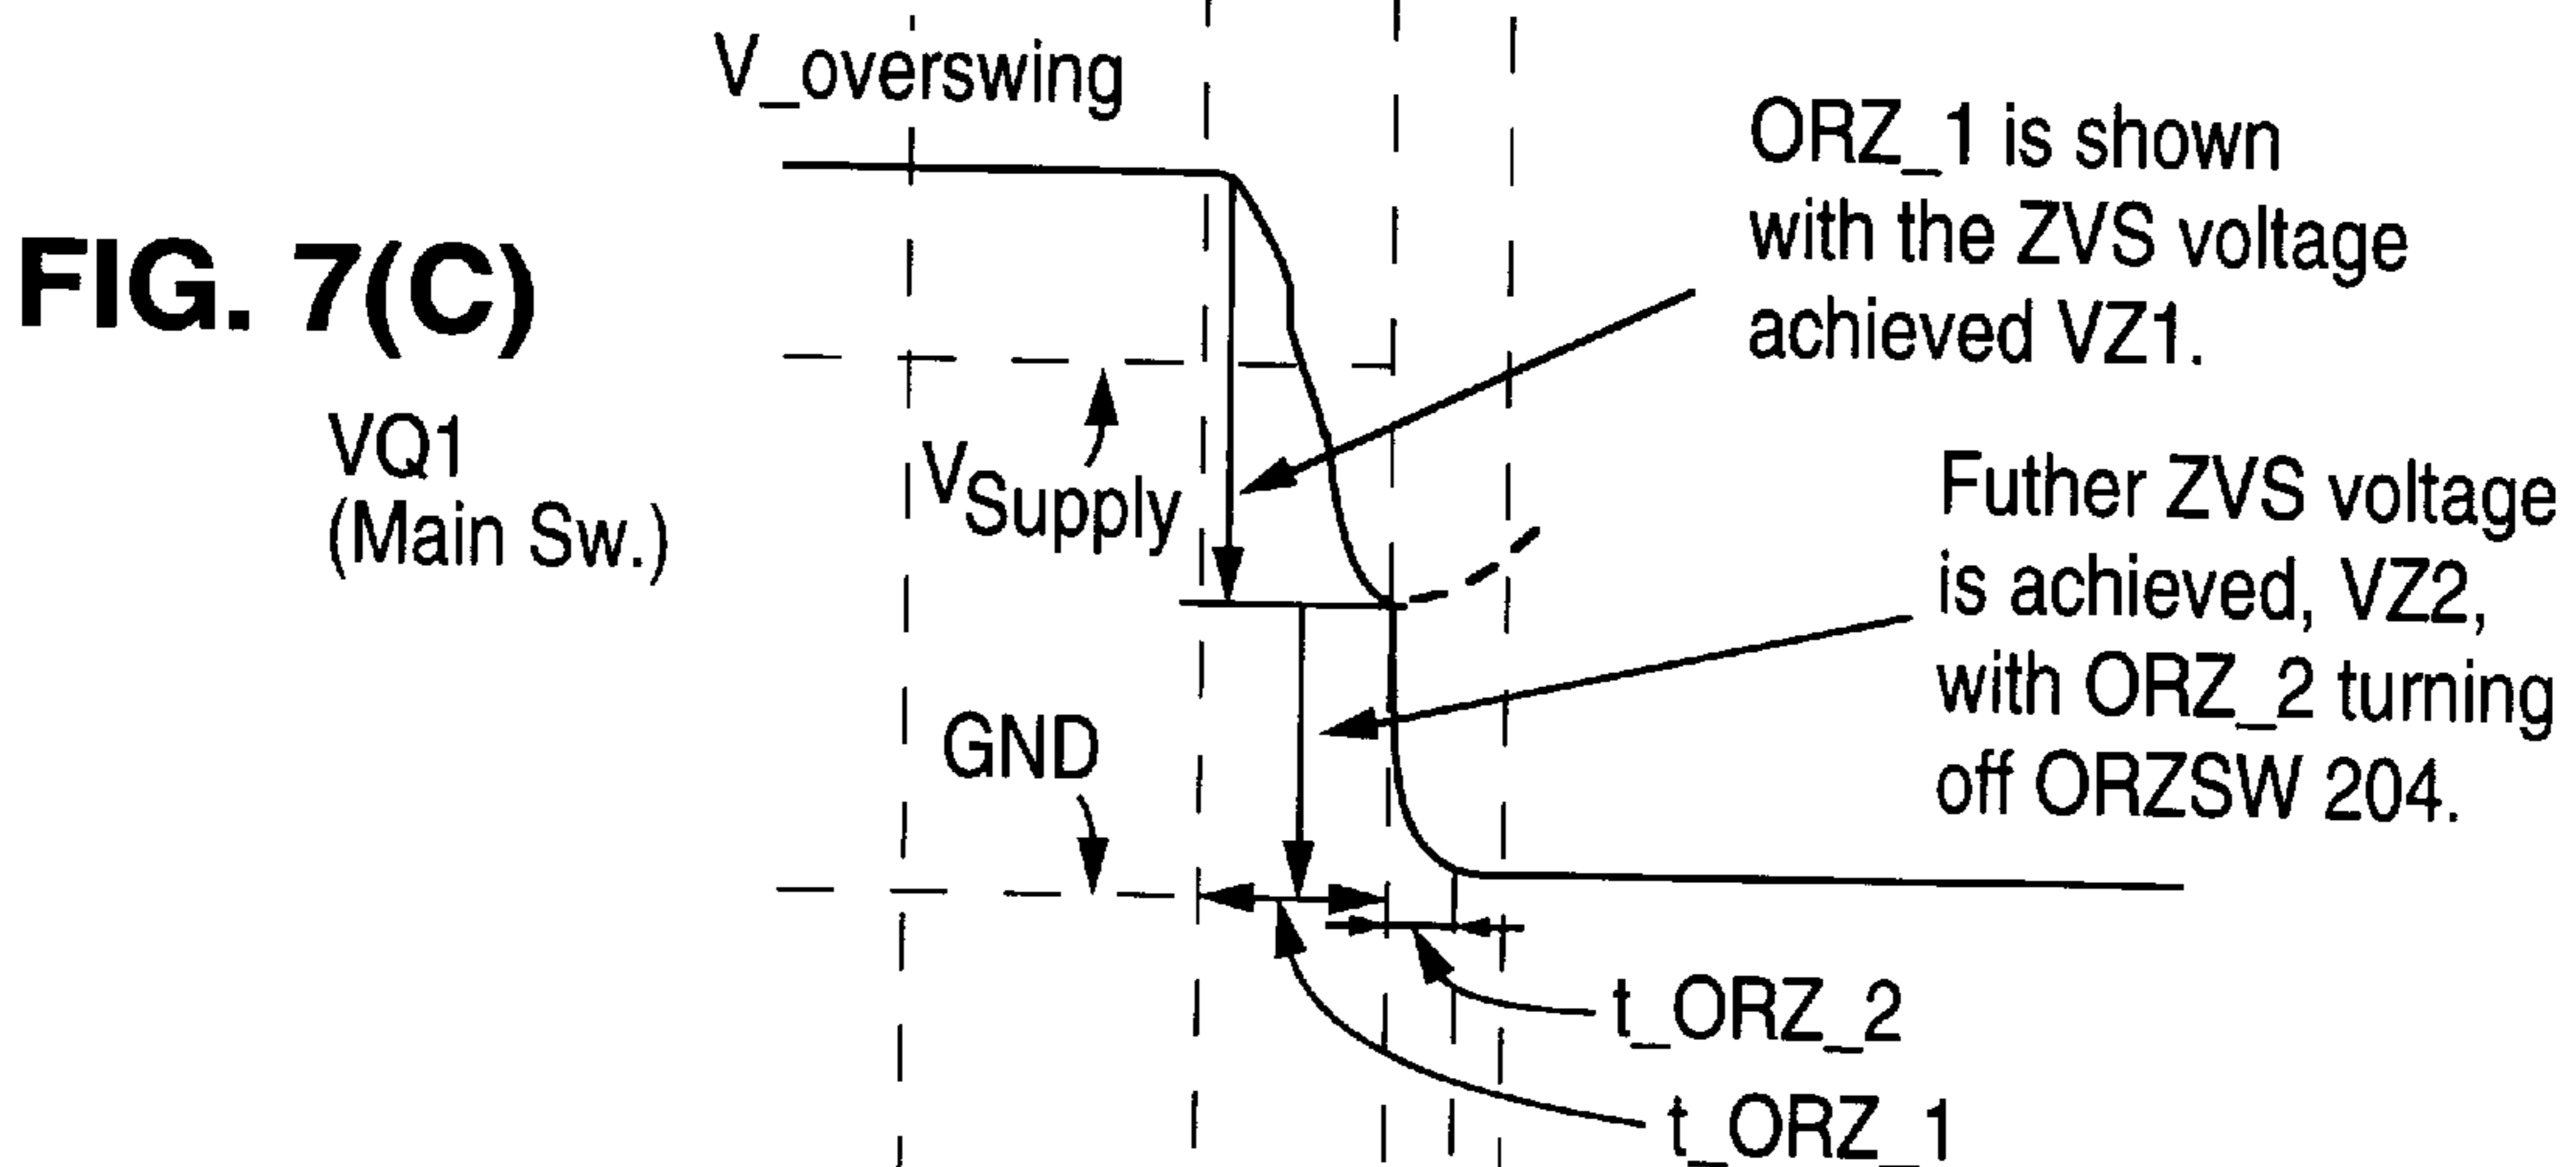 V_overswing
FIG. 7(C)
VQ1
(Main Sw.)
VSupply
GND
ORZ_1 is shown
with the ZVS voltage
achieved VZ1.
Futher ZVS voltage
is achieved, VZ2,
with ORZ_2 turning
off ORZSW 204.
t_ORZ_2
t_ORZ_1